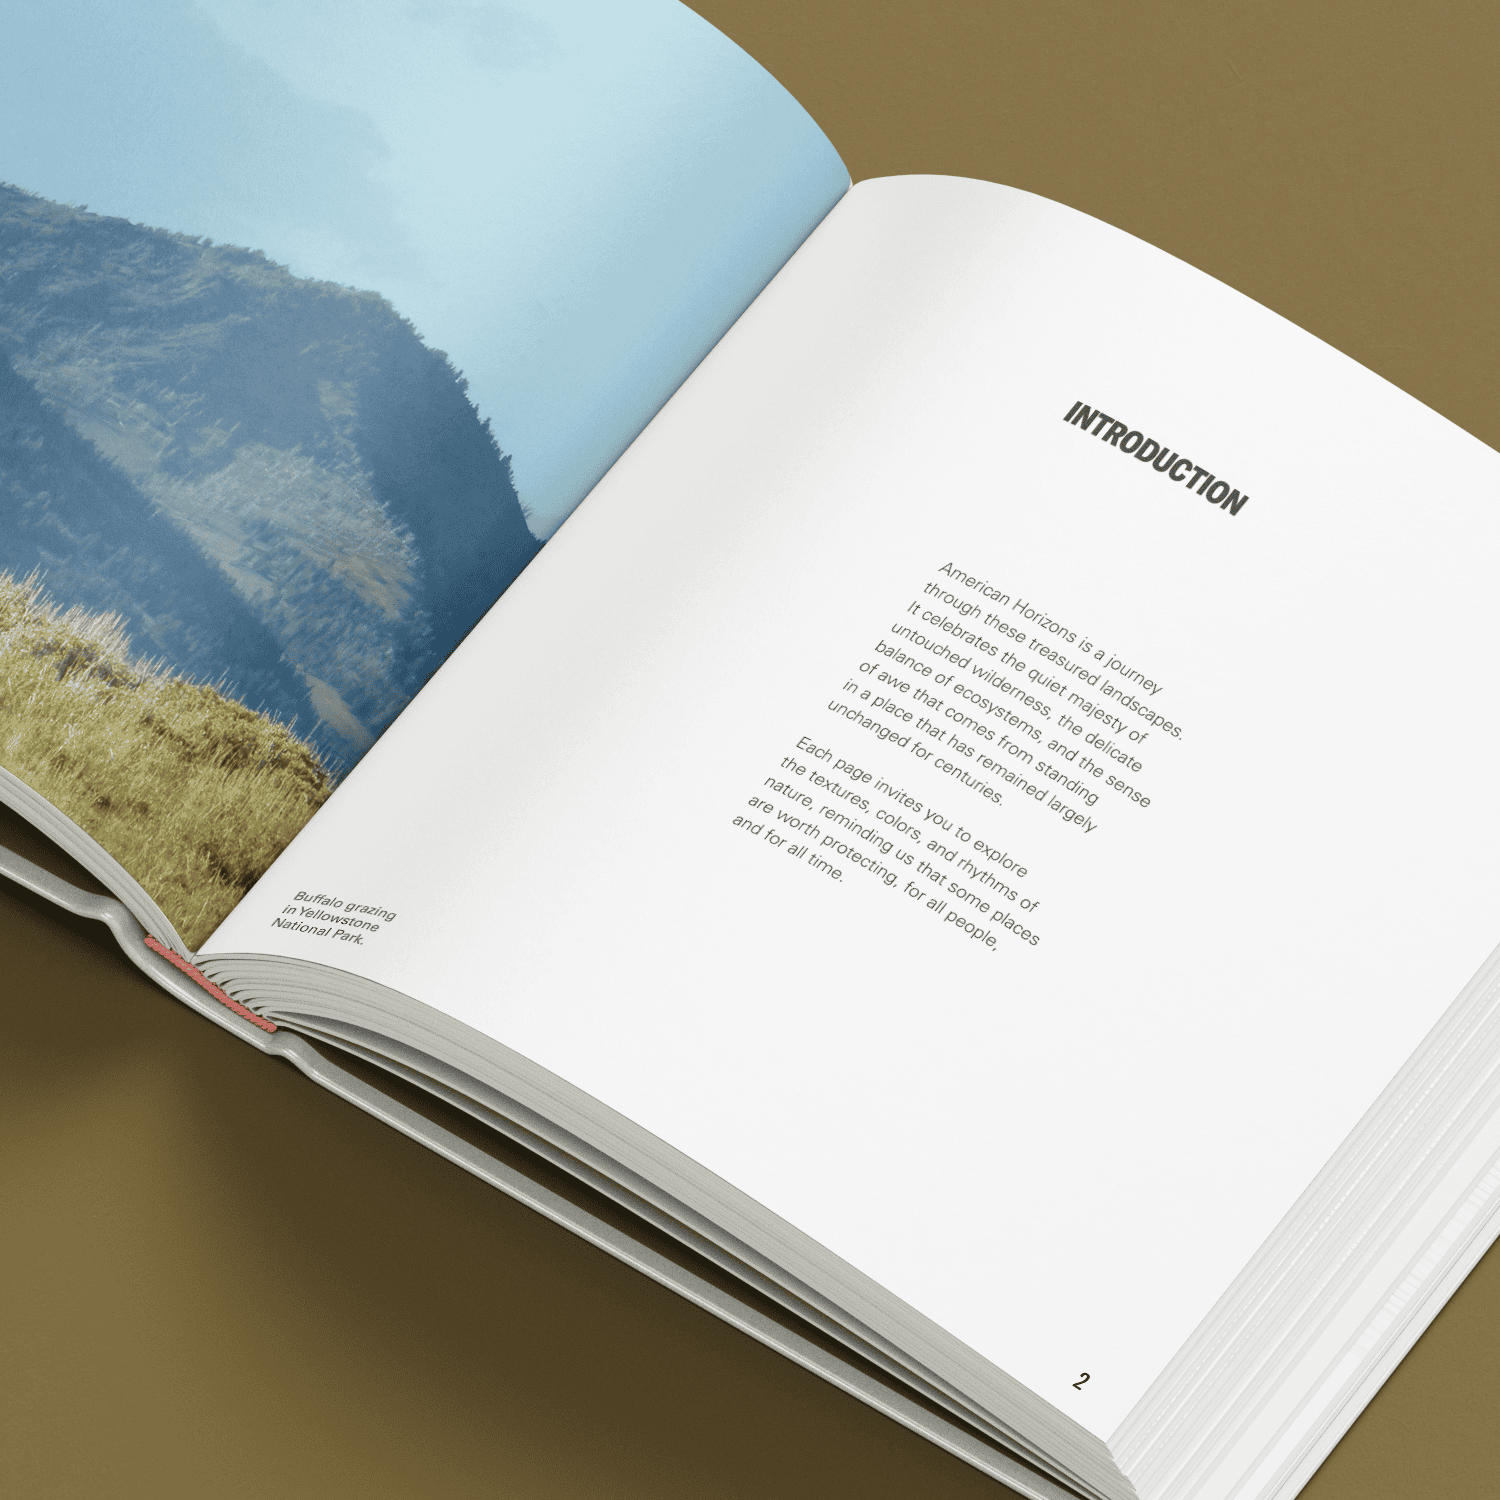 INTRODUCTION
American Horizons is a journey
through these treasured landscapes.
It celebrates the quiet majesty of
untouched wilderness, the delicate
balance of ecosystems, and the sense
of awe that comes from standing
in a place that has remained largely
unchanged for centuries.
Each page invites you to explore
the textures, colors, and rhythms of
nature, reminding us that some places
are worth protecting, for all people,
and for all time.
Buffalo grazing
in Yellowstone
National Park.
2